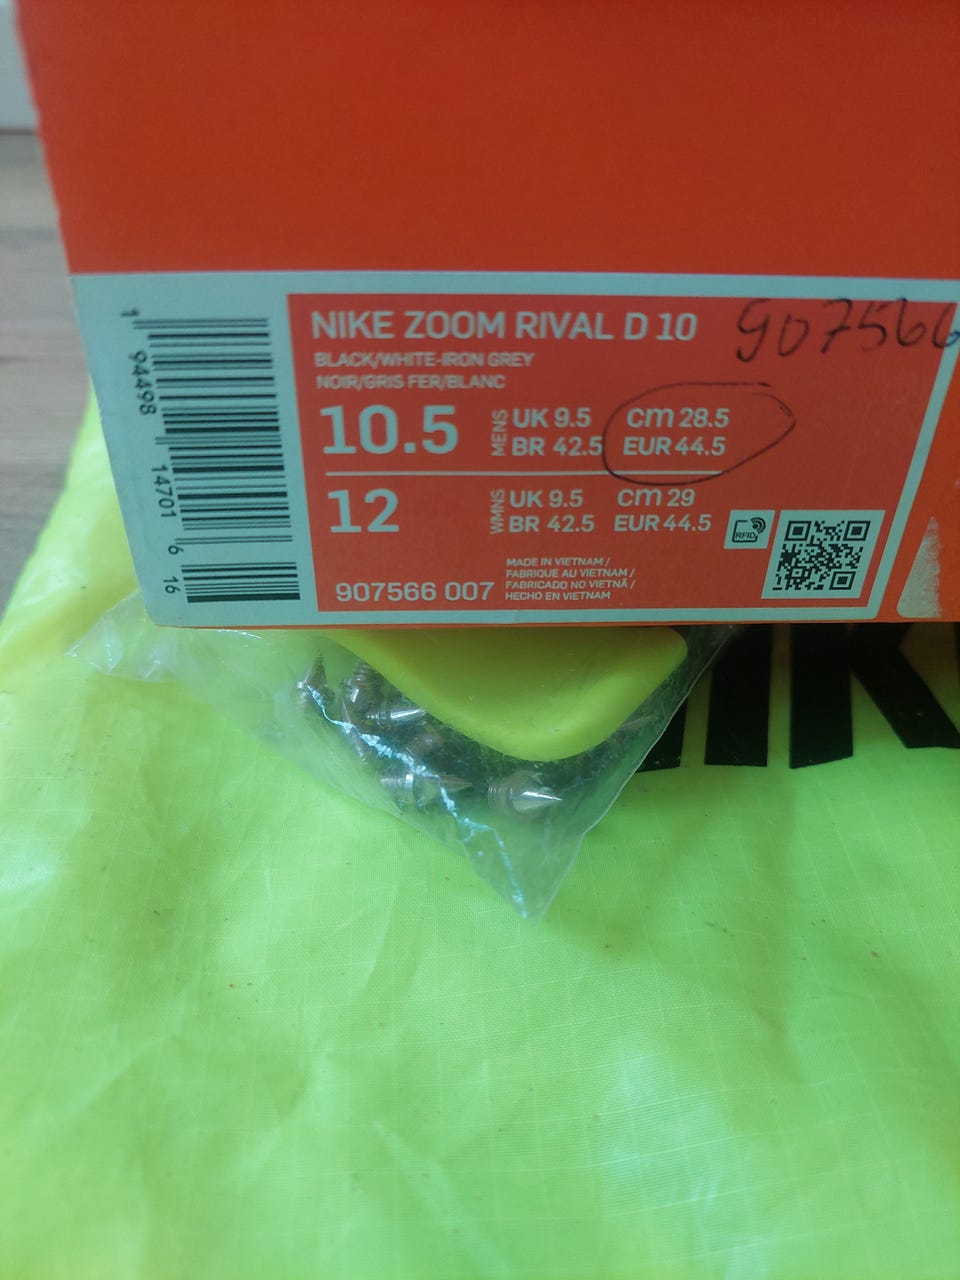 NIKE ZOOM RIVAL D 10
907566
BLACK/WHITE-IRON GREY
NOIR/GRIS FER/BLANC
10.5 MENS UK 9.5 cm 28.5
BR 42.5 EUR 44.5
12 WMNS UK 9.5 cm 29
BR 42.5 EUR 44.5
RFID
907566 007
MADE IN VIETNAM /
FABRIQUE AU VIETNAM /
FABRICADO NO VIETNÃ /
HECHO EN VIETNAM
1 94498 14701 6 16
NIK